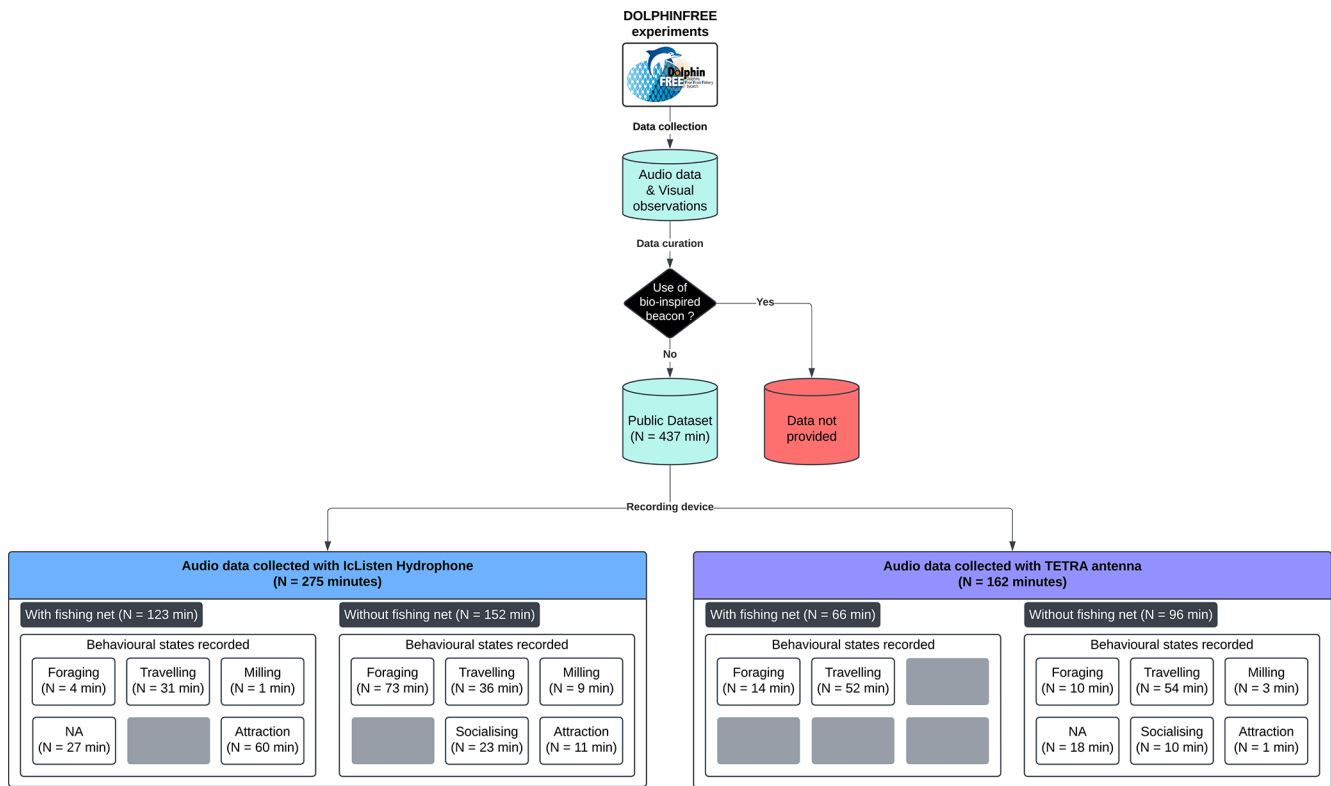 DOLPHINFREE
experiments
Dolphin
FREE
Data collection
Audio data
& Visual
observations
Data curation
Use of
bio-inspired
beacon ?
Yes
No
Public Dataset
(N = 437 min)
Data not
provided
Recording device
Audio data collected with IcListen Hydrophone
(N = 275 minutes)
With fishing net (N = 123 min)
Behavioural states recorded
Foraging
(N = 4 min)
Travelling
(N = 31 min)
Milling
(N = 1 min)
NA
(N = 27 min)
Attraction
(N = 60 min)
Without fishing net (N = 152 min)
Behavioural states recorded
Foraging
(N = 73 min)
Travelling
(N = 36 min)
Milling
(N = 9 min)
Socialising
(N = 23 min)
Attraction
(N = 11 min)
Audio data collected with TETRA antenna
(N = 162 minutes)
With fishing net (N = 66 min)
Behavioural states recorded
Foraging
(N = 14 min)
Travelling
(N = 52 min)
Without fishing net (N = 96 min)
Behavioural states recorded
Foraging
(N = 10 min)
Travelling
(N = 54 min)
Milling
(N = 3 min)
NA
(N = 18 min)
Socialising
(N = 10 min)
Attraction
(N = 1 min)